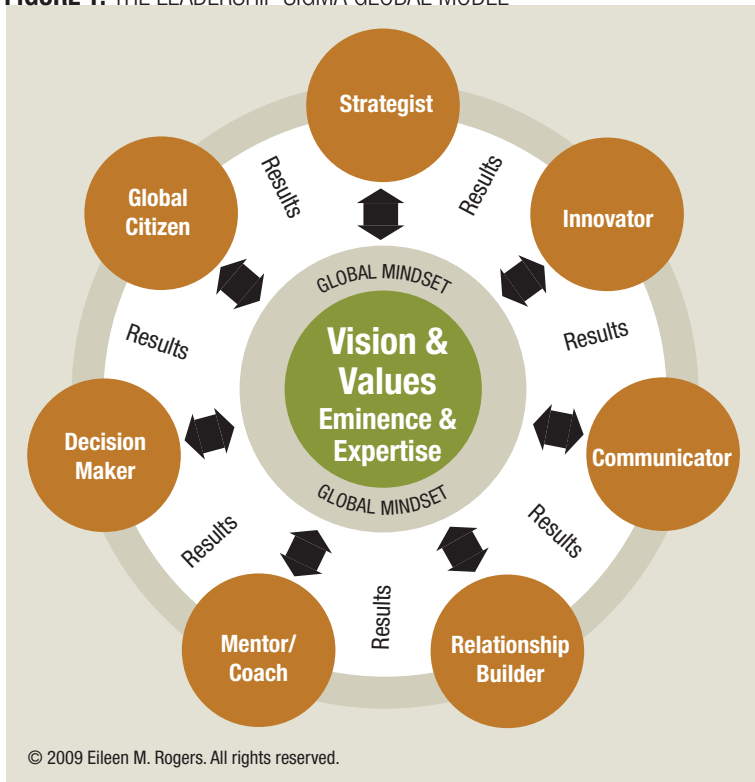 FIGURE 1. THE LEADERSHIP SIGMA GLOBAL MODEL
Strategist
Results
Results
Global
Citizen
Innovator
GLOBAL MINDSET
Vision &
Values
Eminence &
Expertise
GLOBAL MINDSET
Results
Results
Decision
Maker
Communicator
Results
Results
Results
Mentor/
Coach
Relationship
Builder
© 2009 Eileen M. Rogers. All rights reserved.